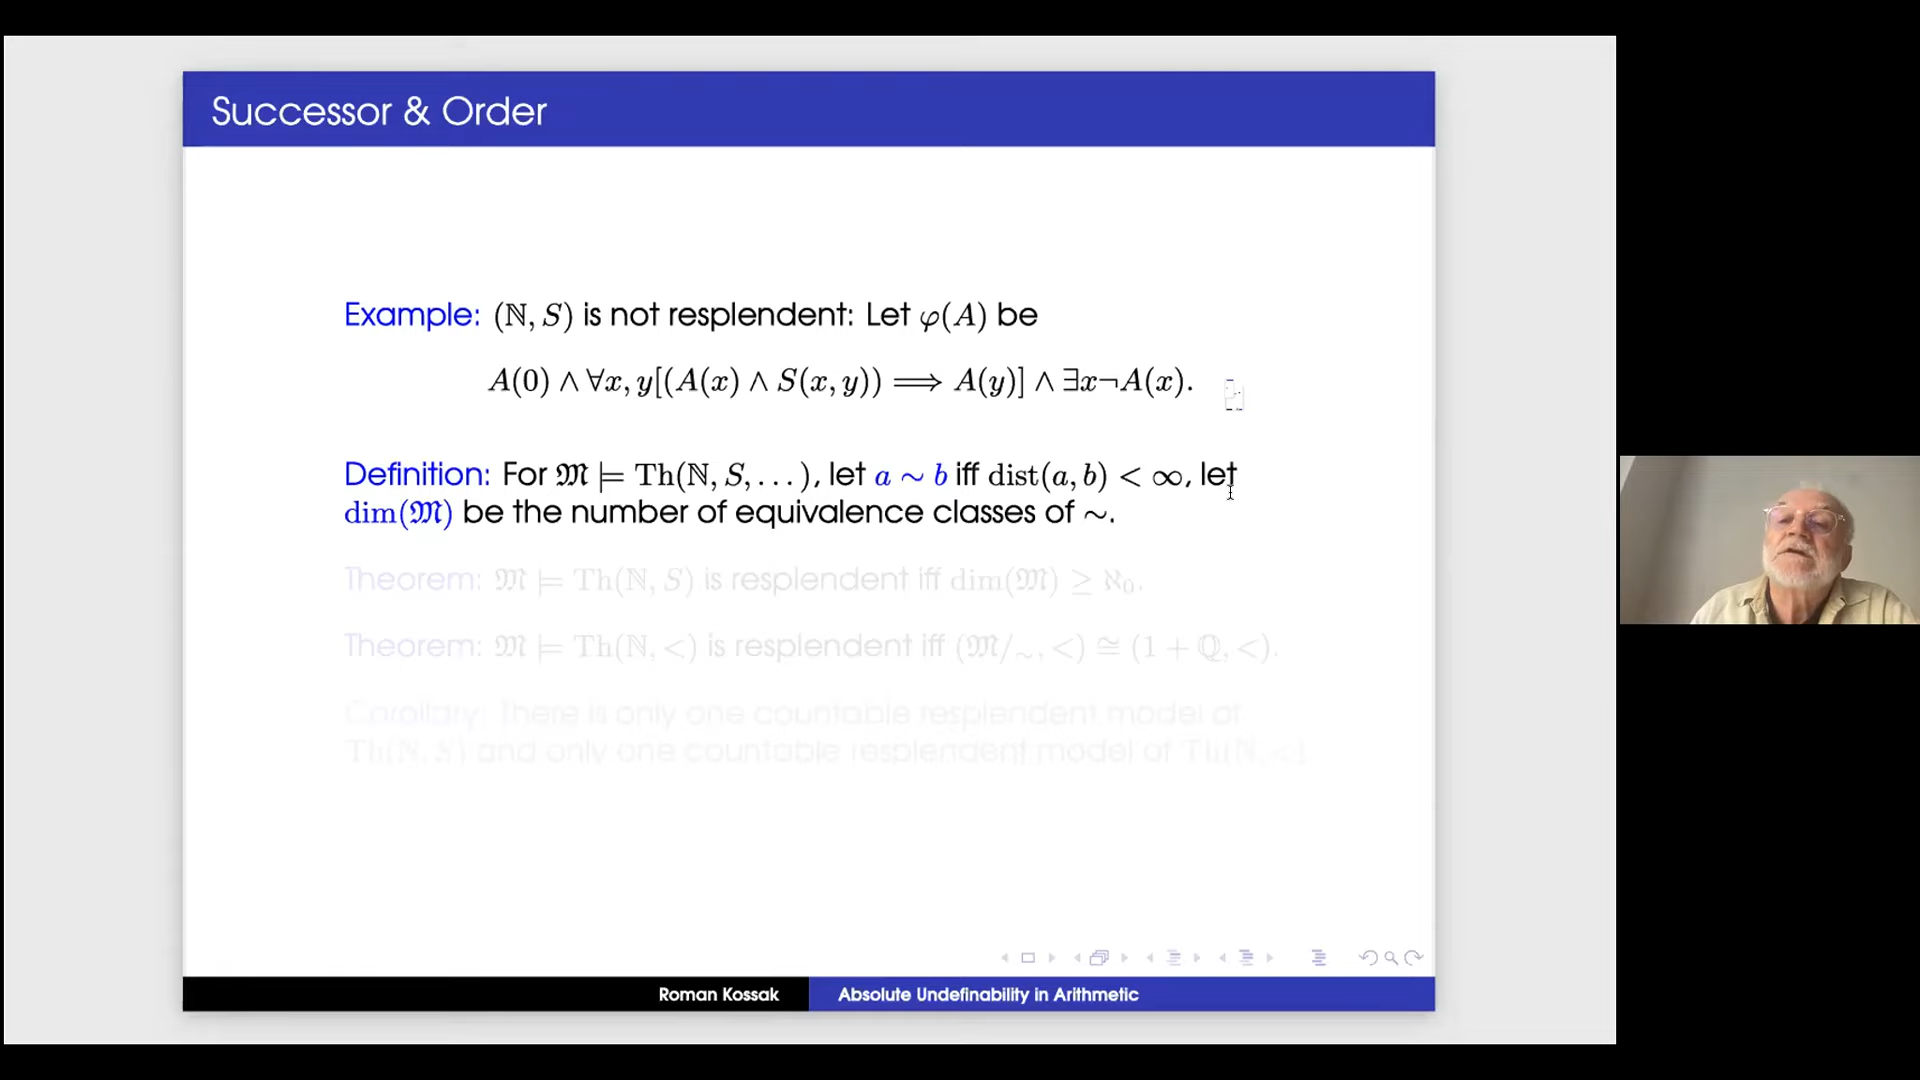 Successor & Order
Example: (ℕ, S) is not resplendent: Let φ(A) be
A(0) ∧ ∀x, y[(A(x) ∧ S(x, y)) ⟹ A(y)] ∧ ∃x¬A(x).
Definition: For 𝔐 ⊨ Th(ℕ, S, . . . ), let a ∼ b iff dist(a, b) < ∞, let
dim(𝔐) be the number of equivalence classes of ∼.
Theorem: 𝔐 ⊨ Th(ℕ, S) is resplendent iff dim(𝔐) ≥ ℵ₀.
Theorem: 𝔐 ⊨ Th(ℕ, <) is resplendent iff (𝔐/∼, <) ≅ (1 + ℚ, <).
Corollary: There is only one countable resplendent model of
Th(ℕ, S) and only one countable resplendent model of Th(ℕ, <)
Roman Kossak
Absolute Undefinability in Arithmetic